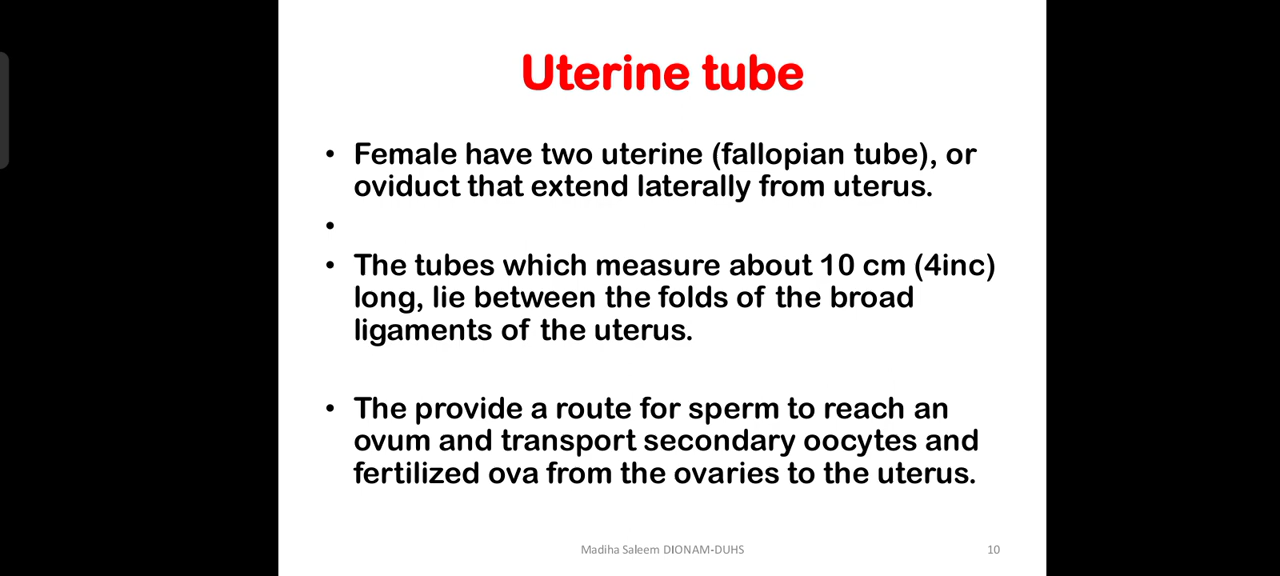 Uterine tube
• Female have two uterine (fallopian tube), or
oviduct that extend laterally from uterus.
•
• The tubes which measure about 10 cm (4inc)
long, lie between the folds of the broad
ligaments of the uterus.
• The provide a route for sperm to reach an
ovum and transport secondary oocytes and
fertilized ova from the ovaries to the uterus.
Madiha Saleem DIONAM-DUHS
10